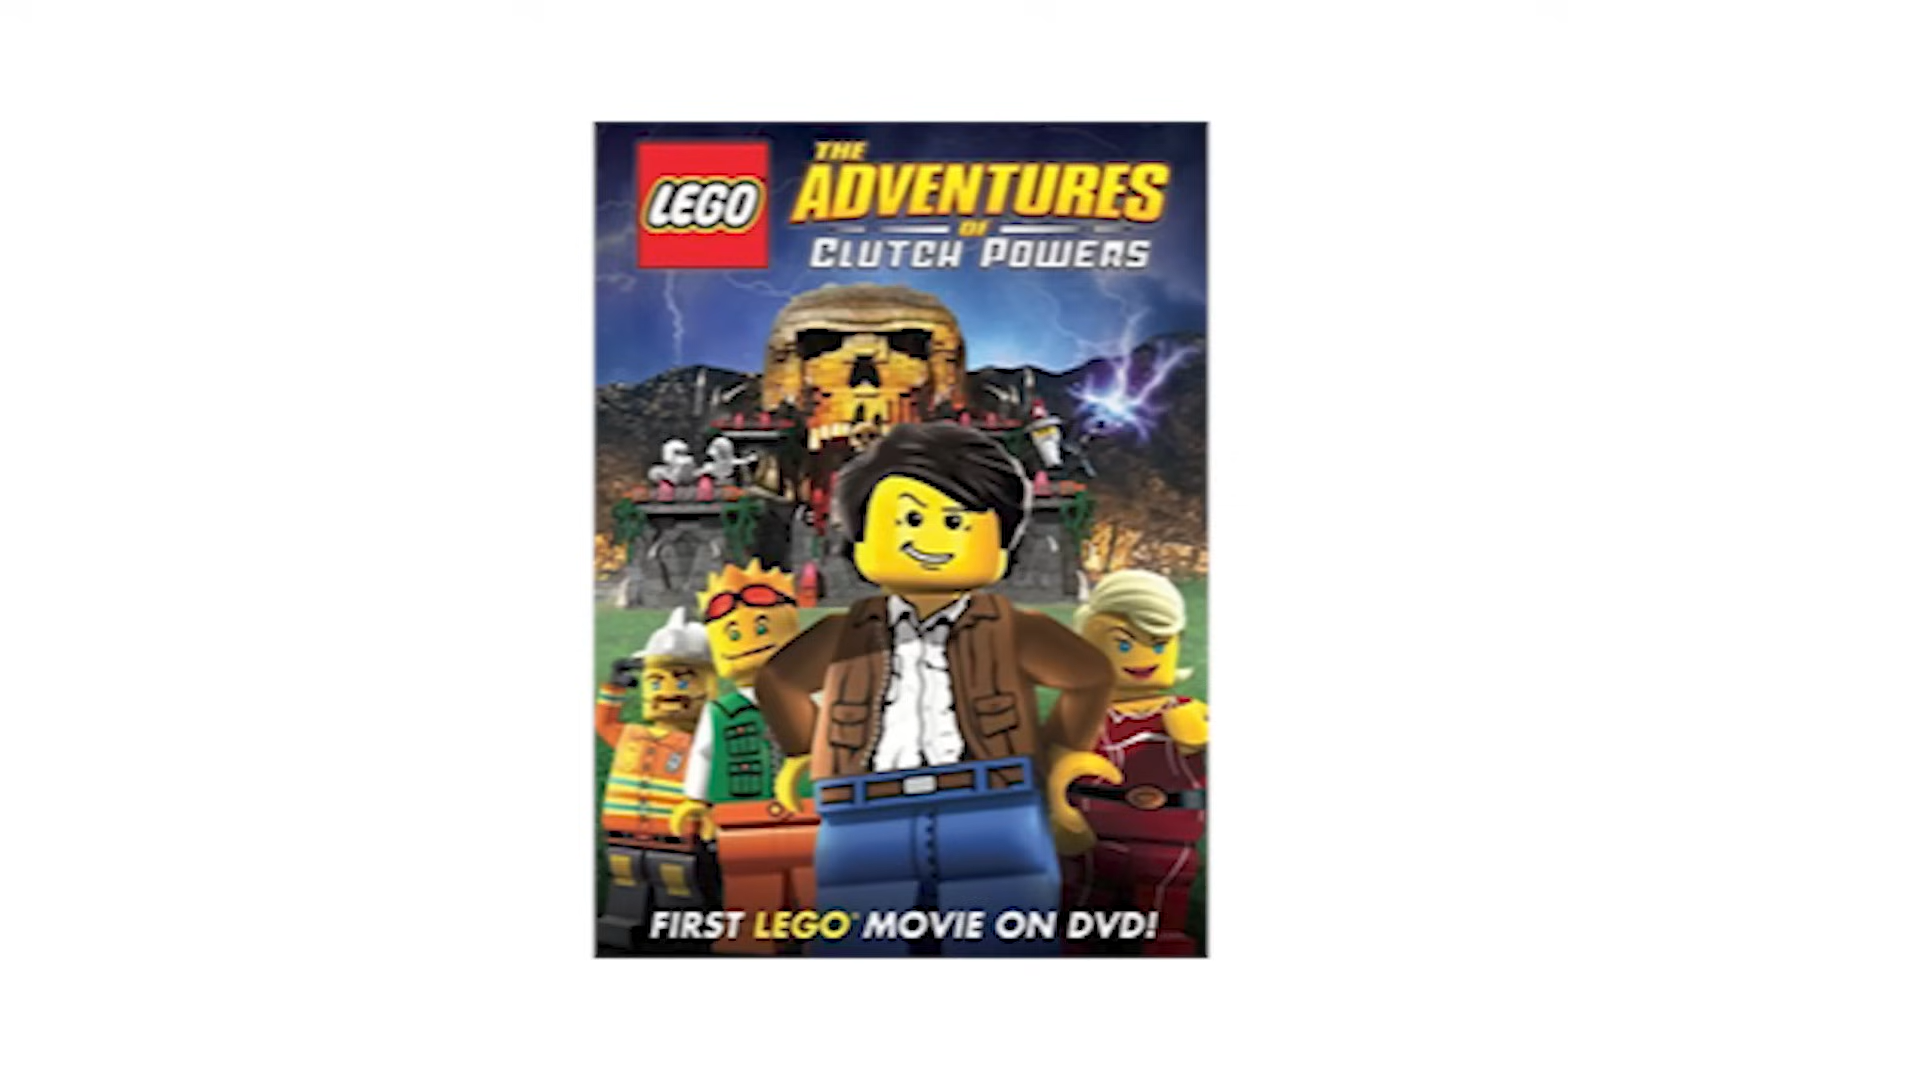 LEGO
THE
ADVENTURES
OF
CLUTCH POWERS
FIRST LEGO® MOVIE ON DVD!